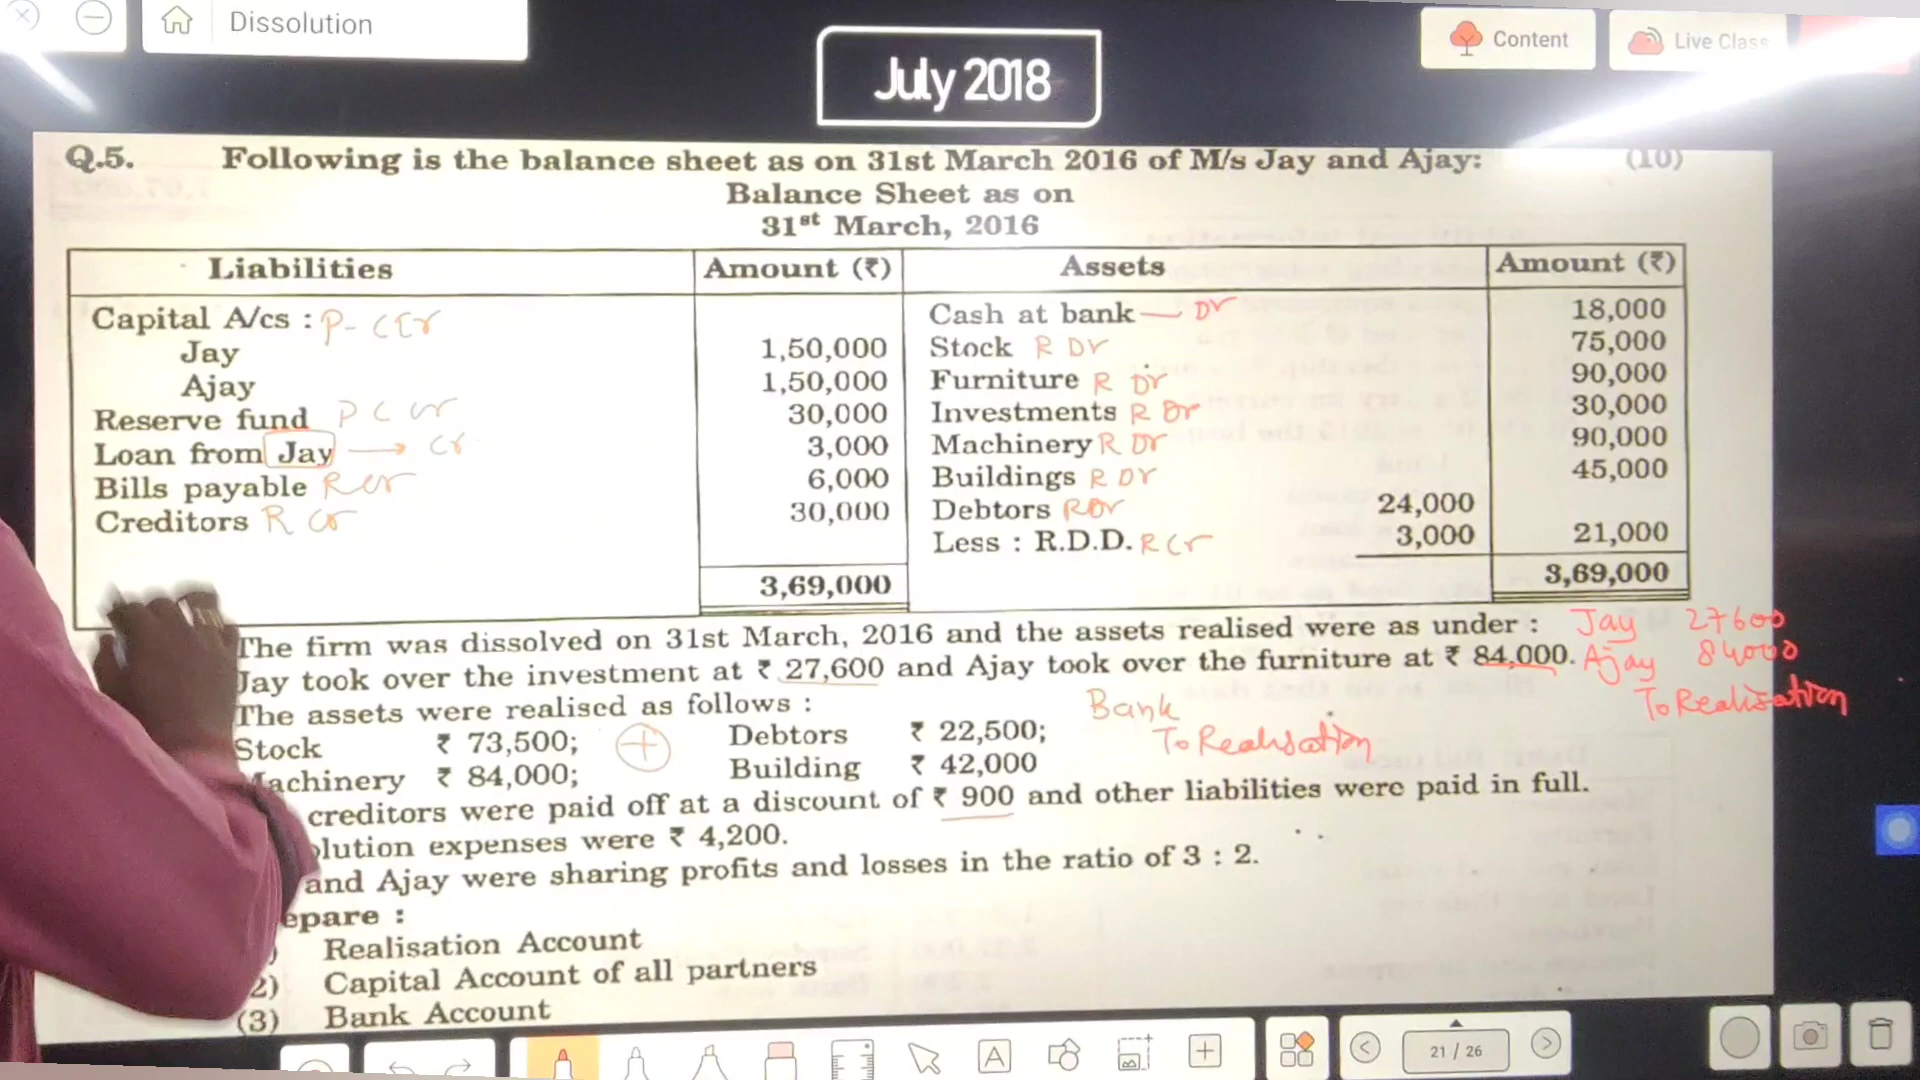 Dissolution
Content
Live Class
July 2018
Q.5. Following is the balance sheet as on 31st March 2016 of M/s Jay and Ajay: (10)
Balance Sheet as on
31st March, 2016
Liabilities Amount (₹) Assets Amount (₹)
Capital A/cs : Cash at bank — Dr 18,000
Jay 1,50,000 Stock R Dr 75,000
Ajay 1,50,000 Furniture R Dr 90,000
Reserve fund P C cr 30,000 Investments R Dr 30,000
Loan from Jay → Cr 3,000 Machinery R Dr 90,000
Bills payable R cr 6,000 Buildings R Dr 45,000
Creditors R cr 30,000 Debtors R Dr 24,000
Less : R.D.D. R Cr 3,000 21,000
3,69,000 3,69,000
The firm was dissolved on 31st March, 2016 and the assets realised were as under : Jay 27600
Jay took over the investment at ₹ 27,600 and Ajay took over the furniture at ₹ 84,000. Ajay 84000
To Realisation
The assets were realised as follows : Bank
Stock ₹ 73,500; + Debtors ₹ 22,500; To Realisation
achinery ₹ 84,000; Building ₹ 42,000
creditors were paid off at a discount of ₹ 900 and other liabilities were paid in full.
lution expenses were ₹ 4,200.
and Ajay were sharing profits and losses in the ratio of 3 : 2.
epare :
) Realisation Account
2) Capital Account of all partners
(3) Bank Account
A
21 / 26